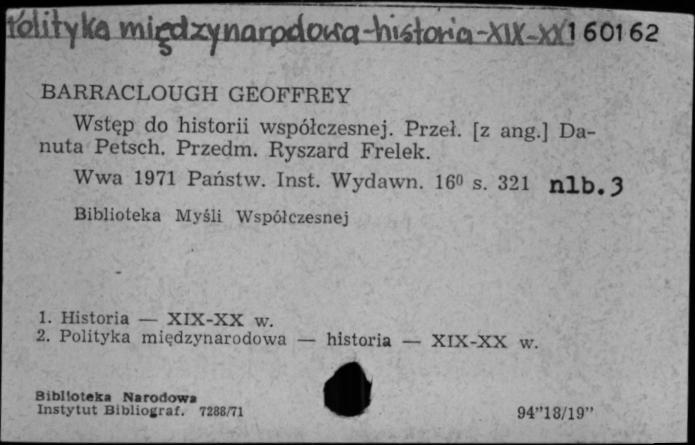 Polityka międzynarodowa-historia-XIX-XX 160162
BARRACLOUGH GEOFFREY
Wstęp do historii współczesnej. Przeł. [z ang.] Da-
nuta Petsch. Przedm. Ryszard Frelek.
Wwa 1971 Państw. Inst. Wydawn. 16⁰ s. 321 nlb. 3
Biblioteka Myśli Współczesnej
1. Historia — XIX-XX w.
2. Polityka międzynarodowa — historia — XIX-XX w.
Biblioteka Narodowa
Instytut Bibliograf. 7288/71
94”18/19”